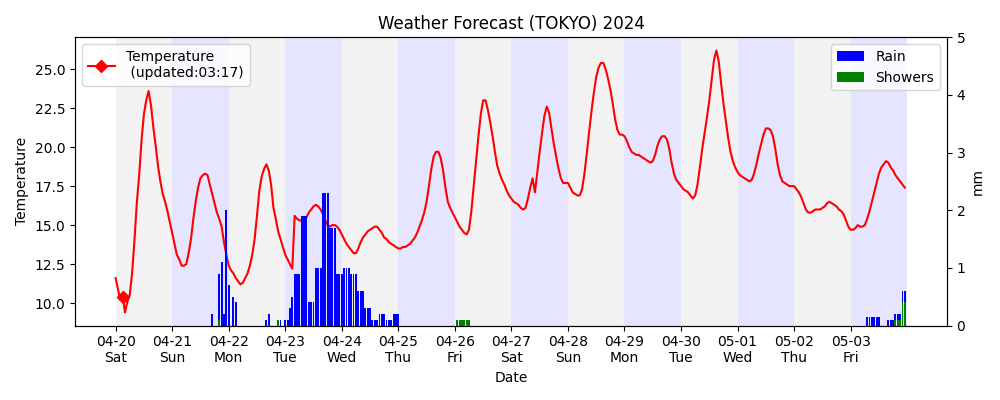 Weather Forecast (TOKYO) 2024
Temperature
(updated:03:17)
Rain
Showers
25.0
22.5
20.0
17.5
15.0
12.5
10.0
Temperature
5
4
3
2
1
0
mm
04-20 04-21 04-22 04-23 04-24 04-25 04-26 04-27 04-28 04-29 04-30 05-01 05-02 05-03
Sat Sun Mon Tue Wed Thu Fri Sat Sun Mon Tue Wed Thu Fri
Date